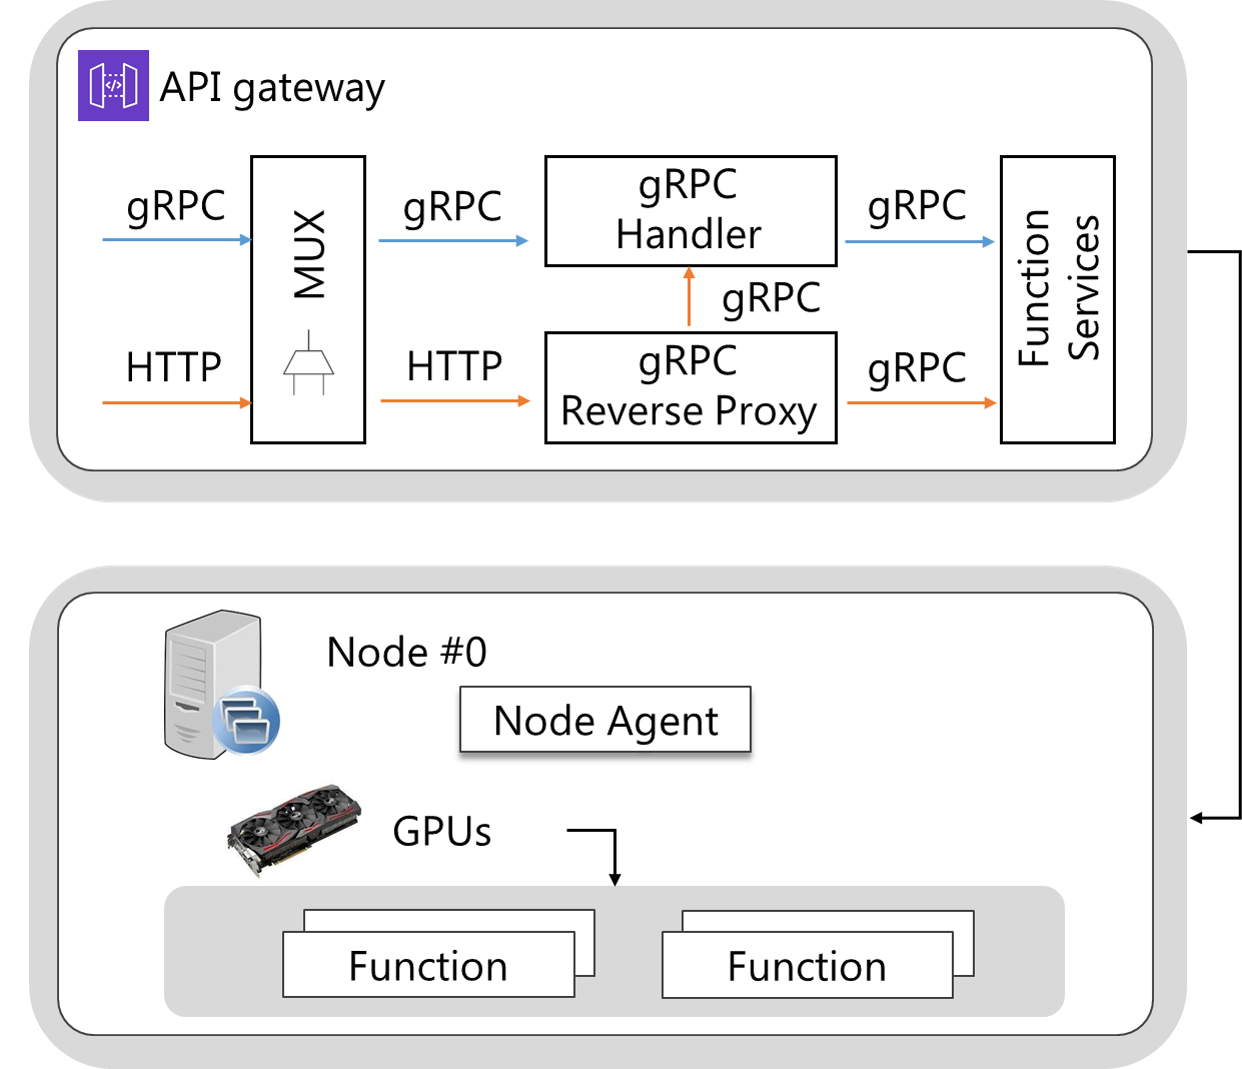 API gateway
gRPC
gRPC
gRPC
Handler
gRPC
MUX
Function
Services
gRPC
HTTP
HTTP
gRPC
Reverse Proxy
gRPC
Node #0
Node Agent
GPUs
Function
Function